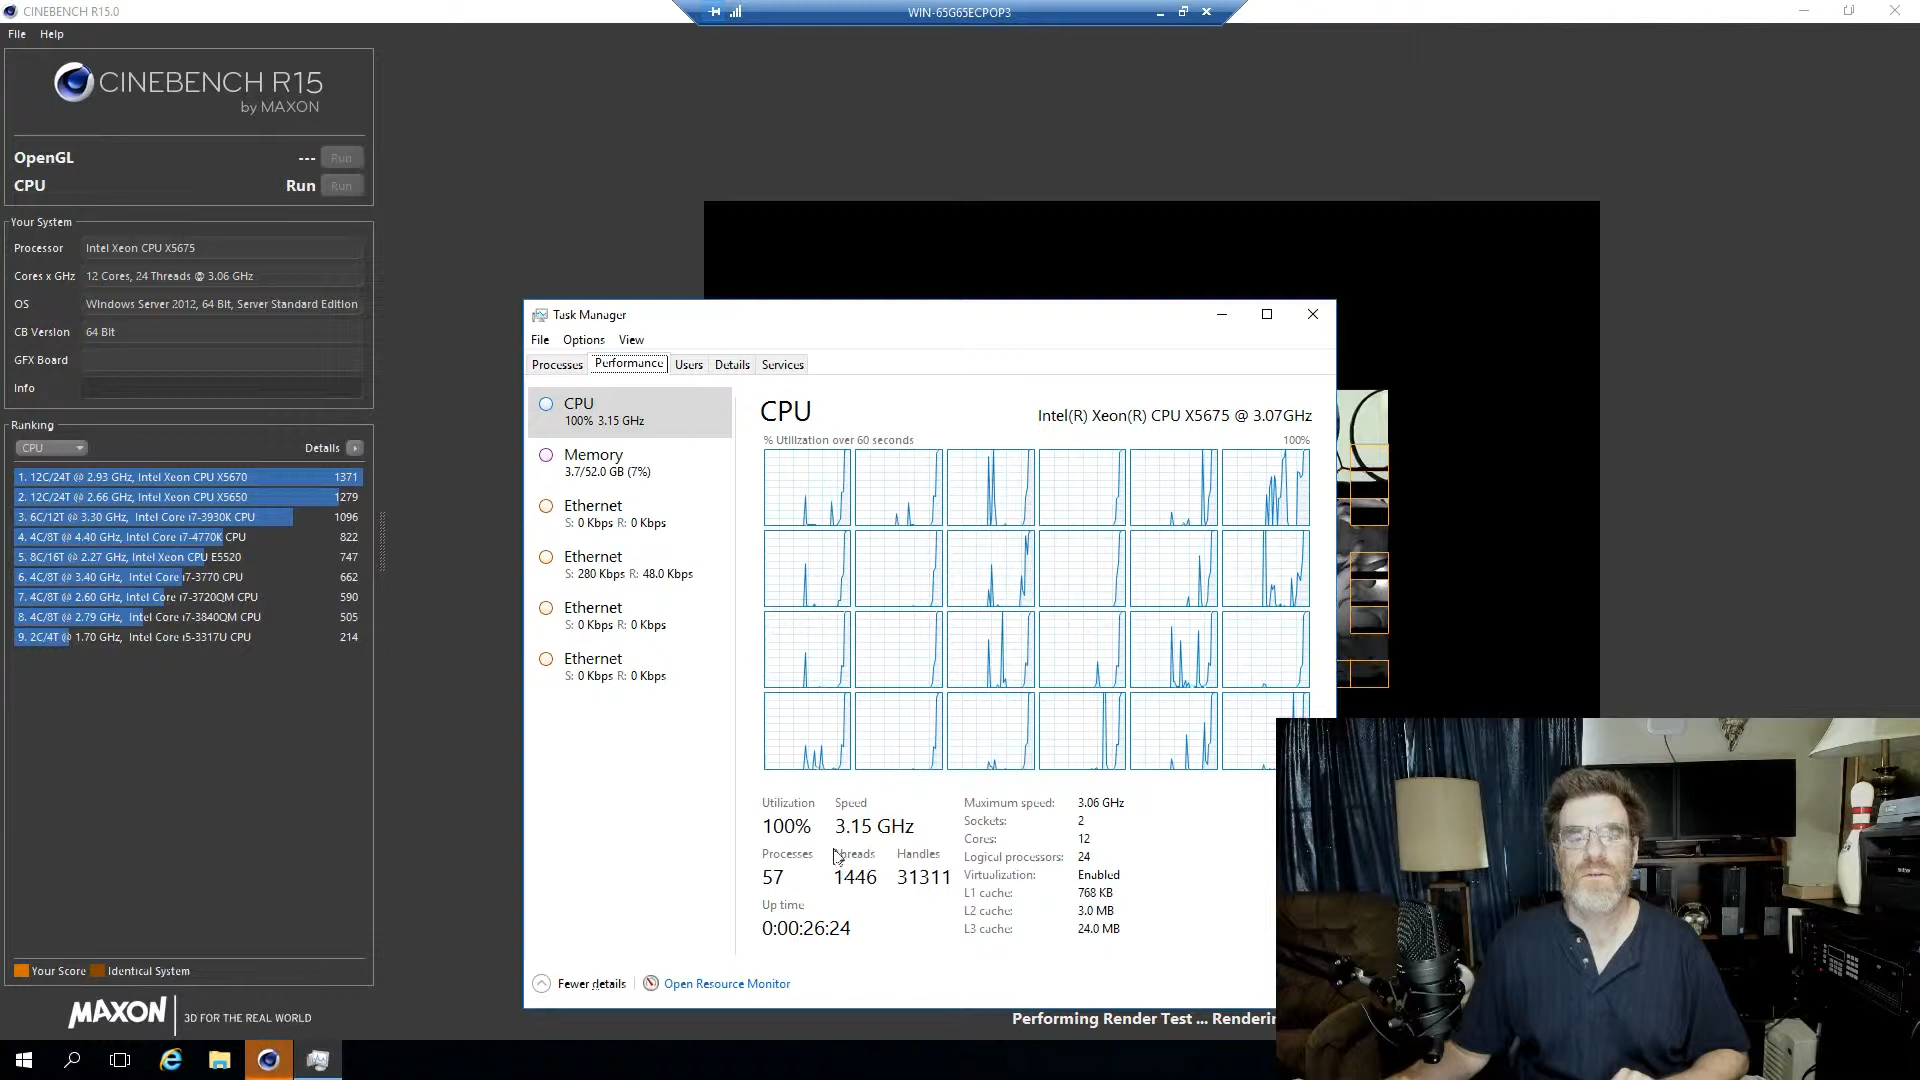 CINEBENCH R15.0
WIN-65G65ECPOP3
File Help
CINEBENCH R15
by MAXON
OpenGL --- Run
CPU Run Run
Your System
Processor Intel Xeon CPU X5675
Cores x GHz 12 Cores, 24 Threads @ 3.06 GHz
OS Windows Server 2012, 64 Bit, Server Standard Edition
CB Version 64 Bit
GFX Board
Info
Ranking
CPU Details
1. 12C/24T @ 2.93 GHz, Intel Xeon CPU X5670 1371
2. 12C/24T @ 2.66 GHz, Intel Xeon CPU X5650 1279
3. 6C/12T @ 3.30 GHz, Intel Core i7-3930K CPU 1096
4. 4C/8T @ 4.40 GHz, Intel Core i7-4770K CPU 822
5. 8C/16T @ 2.27 GHz, Intel Xeon CPU E5520 747
6. 4C/8T @ 3.40 GHz, Intel Core i7-3770 CPU 662
7. 4C/8T @ 2.60 GHz, Intel Core i7-3720QM CPU 590
8. 4C/8T @ 2.79 GHz, Intel Core i7-3840QM CPU 505
9. 2C/4T @ 1.70 GHz, Intel Core i5-3317U CPU 214
Your Score Identical System
MAXON 3D FOR THE REAL WORLD
Task Manager
File Options View
Processes Performance Users Details Services
CPU
100% 3.15 GHz
Memory
3.7/52.0 GB (7%)
Ethernet
S: 0 Kbps R: 0 Kbps
Ethernet
S: 280 Kbps R: 48.0 Kbps
Ethernet
S: 0 Kbps R: 0 Kbps
Ethernet
S: 0 Kbps R: 0 Kbps
CPU Intel(R) Xeon(R) CPU X5675 @ 3.07GHz
% Utilization over 60 seconds 100%
Utilization Speed
100% 3.15 GHz
Processes Threads Handles
57 1446 31311
Up time
0:00:26:24
Maximum speed: 3.06 GHz
Sockets: 2
Cores: 12
Logical processors: 24
Virtualization: Enabled
L1 cache: 768 KB
L2 cache: 3.0 MB
L3 cache: 24.0 MB
Fewer details Open Resource Monitor
Performing Render Test ... Renderin